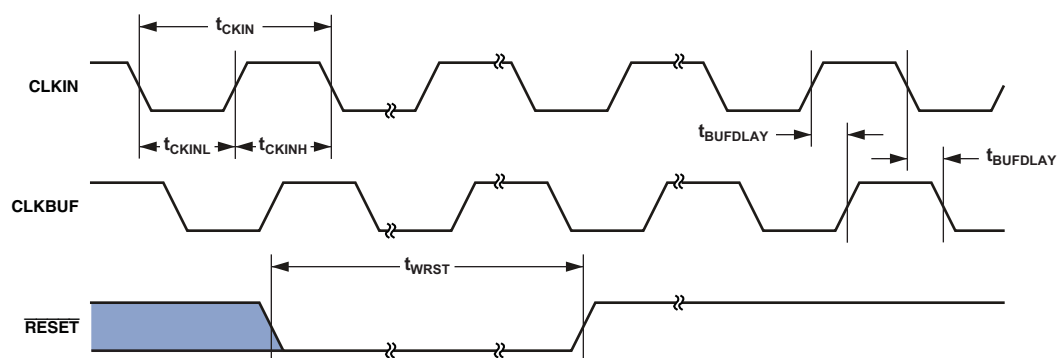 tCKIN
CLKIN
tCKINL
tCKINH
tBUFDLAY
tBUFDLAY
CLKBUF
tWRST
RESET